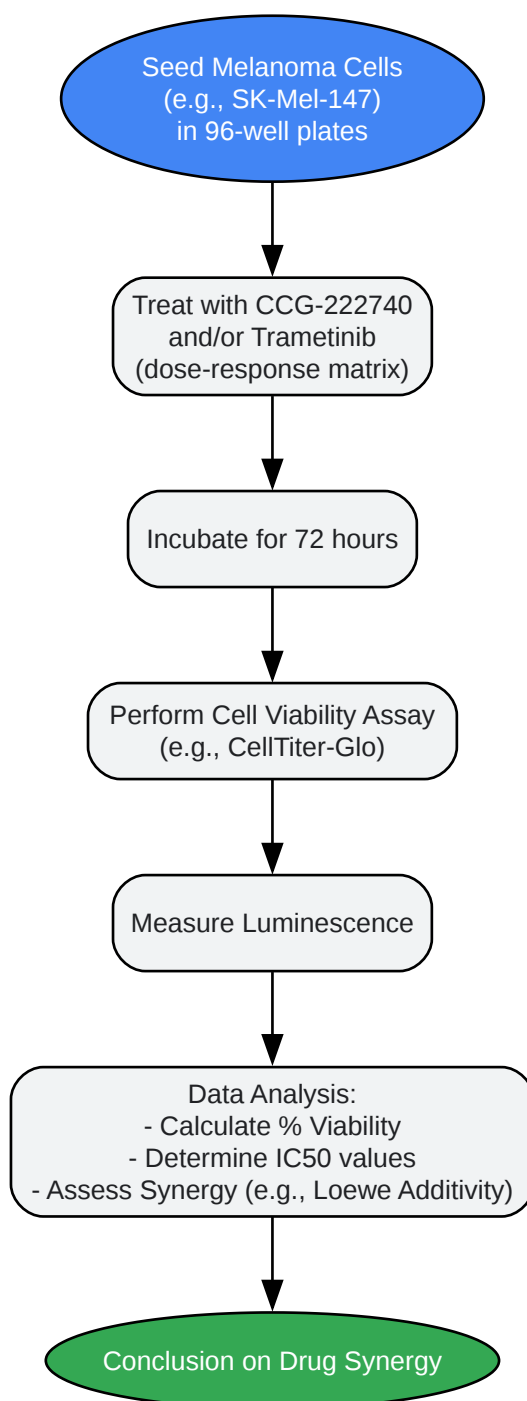 Seed Melanoma Cells
(e.g., SK-Mel-147)
in 96-well plates
Treat with CCG-222740
and/or Trametinib
(dose-response matrix)
Incubate for 72 hours
Perform Cell Viability Assay
(e.g., CellTiter-Glo)
Measure Luminescence
Data Analysis:
- Calculate % Viability
- Determine IC50 values
- Assess Synergy (e.g., Loewe Additivity)
Conclusion on Drug Synergy